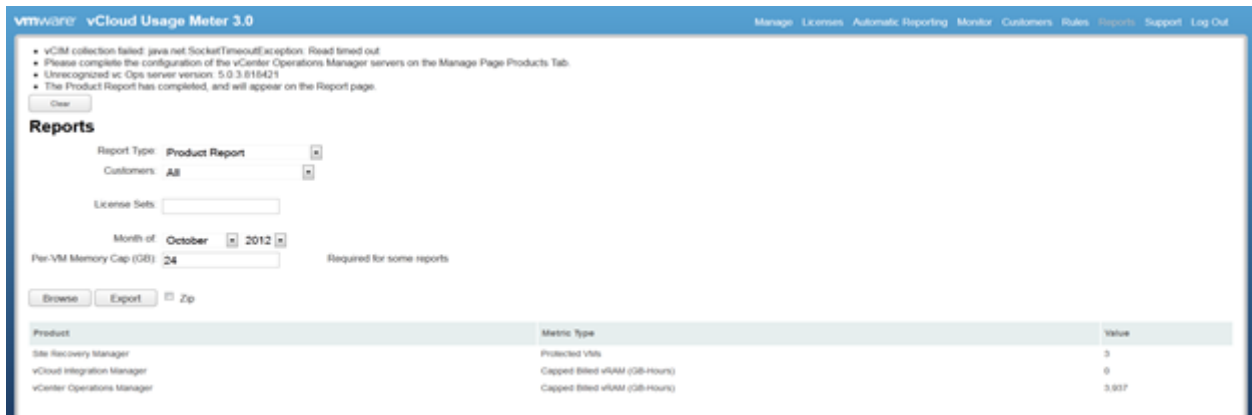 vmware vCloud Usage Meter 3.0
Manage Licenses Automatic Reporting Monitor Customers Rules Reports Support Log Out
vCIM collection failed: java.net.SocketTimeoutException: Read timed out
Please complete the configuration of the vCenter Operations Manager servers on the Manage Page Products Tab.
Unrecognized vc Ops server version: 5.0.3.818421
The Product Report has completed, and will appear on the Report page.
Clear
Reports
Report Type: Product Report
Customers: All
License Sets:
Month of: October 2012
Per-VM Memory Cap (GB): 24 Required for some reports
Browse Export Zip
Product Metric Type Value
Site Recovery Manager Protected VMs 3
vCloud Integration Manager Capped Billed vRAM (GB-Hours) 0
vCenter Operations Manager Capped Billed vRAM (GB-Hours) 3,937